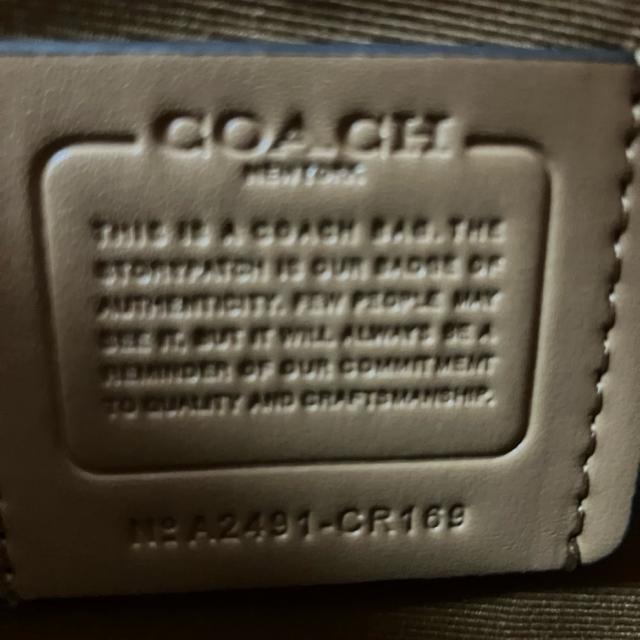 COACH
NEW YORK
THIS IS A COACH BAG. THE
STORYPATCH IS OUR BADGE OF
AUTHENTICITY. FEW PEOPLE MAY
SEE IT, BUT IT WILL ALWAYS BE A
REMINDER OF OUR COMMITMENT
TO QUALITY AND CRAFTSMANSHIP.
Nº A2491-CR169